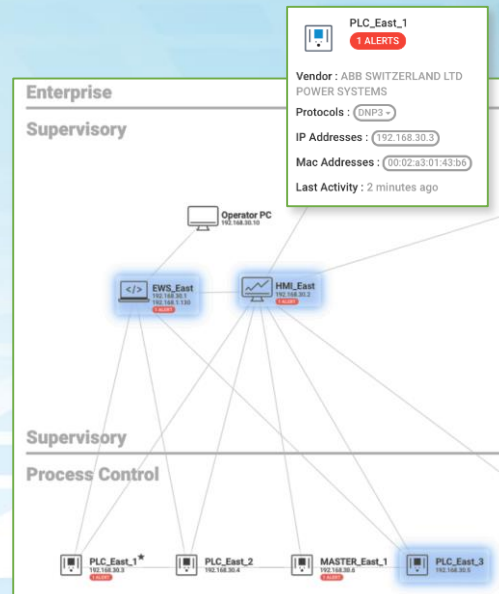 PLC_East_1
1 ALERTS
Vendor : ABB SWITZERLAND LTD
POWER SYSTEMS
Protocols : DNP3
IP Addresses : 192.168.30.3
Mac Addresses : 00:02:a3:01:43:b6
Last Activity : 2 minutes ago
Enterprise
Supervisory
Operator PC
192.168.30.10
EWS_East
192.168.30.1
192.168.1.130
1 ALERT
HMI_East
192.168.30.2
1 ALERT
Supervisory
Process Control
PLC_East_1*
192.168.30.3
1 ALERT
PLC_East_2
192.168.30.4
MASTER_East_1
192.168.30.6
1 ALERT
PLC_East_3
192.168.30.5